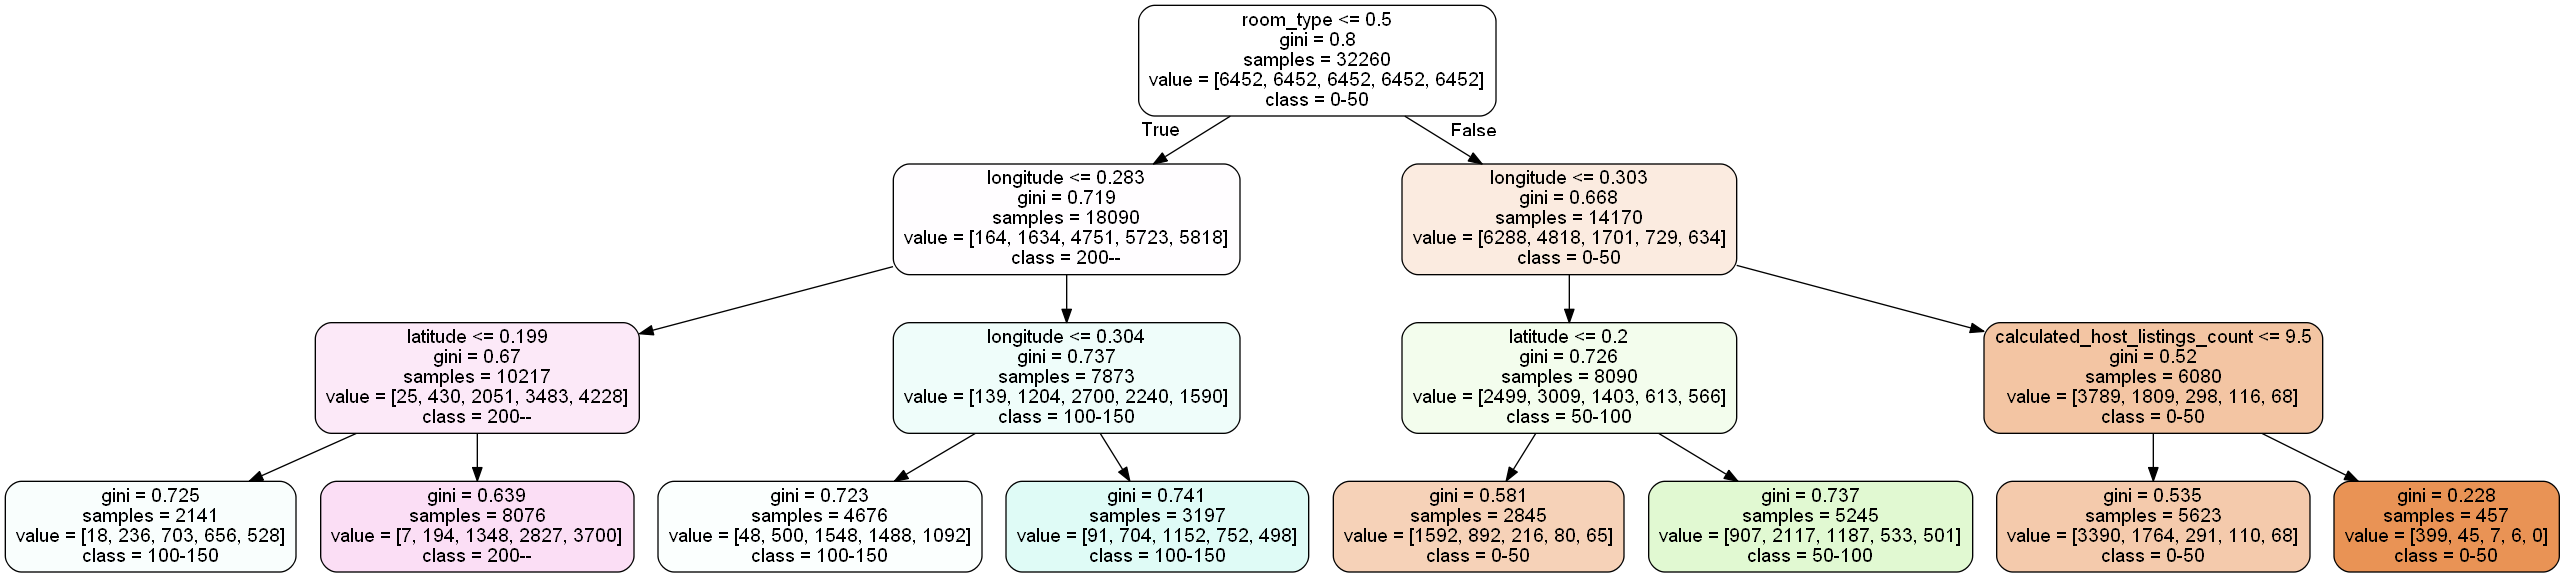 room_type <= 0.5
gini = 0.8
samples = 32260
value = [6452, 6452, 6452, 6452, 6452]
class = 0-50
True
False
longitude <= 0.283
gini = 0.719
samples = 18090
value = [164, 1634, 4751, 5723, 5818]
class = 200--
longitude <= 0.303
gini = 0.668
samples = 14170
value = [6288, 4818, 1701, 729, 634]
class = 0-50
latitude <= 0.199
gini = 0.67
samples = 10217
value = [25, 430, 2051, 3483, 4228]
class = 200--
longitude <= 0.304
gini = 0.737
samples = 7873
value = [139, 1204, 2700, 2240, 1590]
class = 100-150
latitude <= 0.2
gini = 0.726
samples = 8090
value = [2499, 3009, 1403, 613, 566]
class = 50-100
calculated_host_listings_count <= 9.5
gini = 0.52
samples = 6080
value = [3789, 1809, 298, 116, 68]
class = 0-50
gini = 0.725
samples = 2141
value = [18, 236, 703, 656, 528]
class = 100-150
gini = 0.639
samples = 8076
value = [7, 194, 1348, 2827, 3700]
class = 200--
gini = 0.723
samples = 4676
value = [48, 500, 1548, 1488, 1092]
class = 100-150
gini = 0.741
samples = 3197
value = [91, 704, 1152, 752, 498]
class = 100-150
gini = 0.581
samples = 2845
value = [1592, 892, 216, 80, 65]
class = 0-50
gini = 0.737
samples = 5245
value = [907, 2117, 1187, 533, 501]
class = 50-100
gini = 0.535
samples = 5623
value = [3390, 1764, 291, 110, 68]
class = 0-50
gini = 0.228
samples = 457
value = [399, 45, 7, 6, 0]
class = 0-50